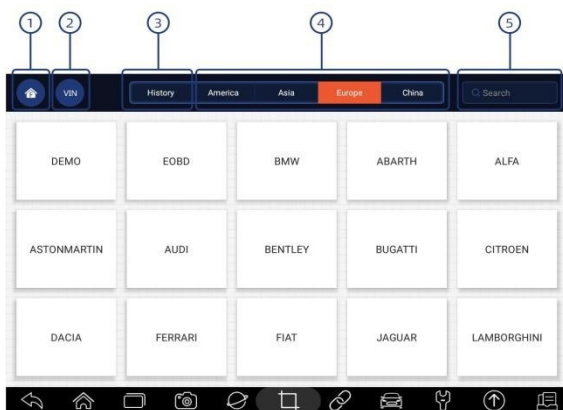 1 2 3 4 5
VIN History America Asia Europe China Search
DEMO EOBD BMW ABARTH ALFA
ASTONMARTIN AUDI BENTLEY BUGATTI CITROEN
DACIA FERRARI FIAT JAGUAR LAMBORGHINI